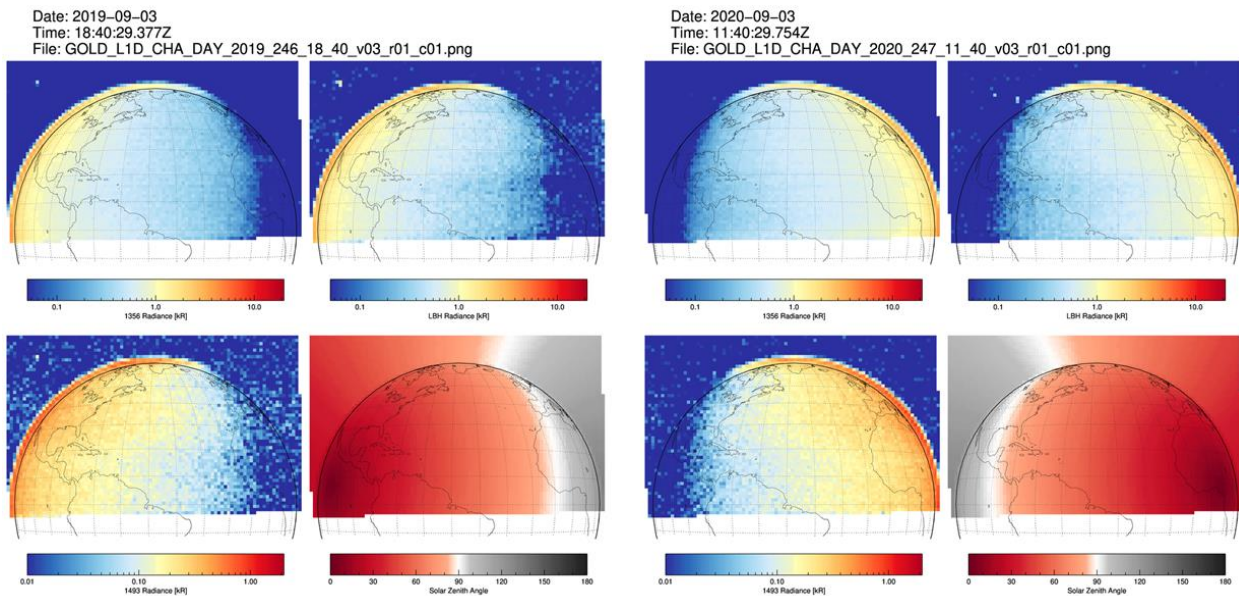 Date: 2019-09-03
Time: 18:40:29.377Z
File: GOLD_L1D_CHA_DAY_2019_246_18_40_v03_r01_c01.png
0.1 1.0 10.0
1356 Radiance [kR]
0.1 1.0 10.0
LBH Radiance [kR]
0.01 0.10 1.00
1493 Radiance [kR]
0 30 60 90 120 150 180
Solar Zenith Angle
Date: 2020-09-03
Time: 11:40:29.754Z
File: GOLD_L1D_CHA_DAY_2020_247_11_40_v03_r01_c01.png
0.1 1.0 10.0
1356 Radiance [kR]
0.1 1.0 10.0
LBH Radiance [kR]
0.01 0.10 1.00
1493 Radiance [kR]
0 30 60 90 120 150 180
Solar Zenith Angle